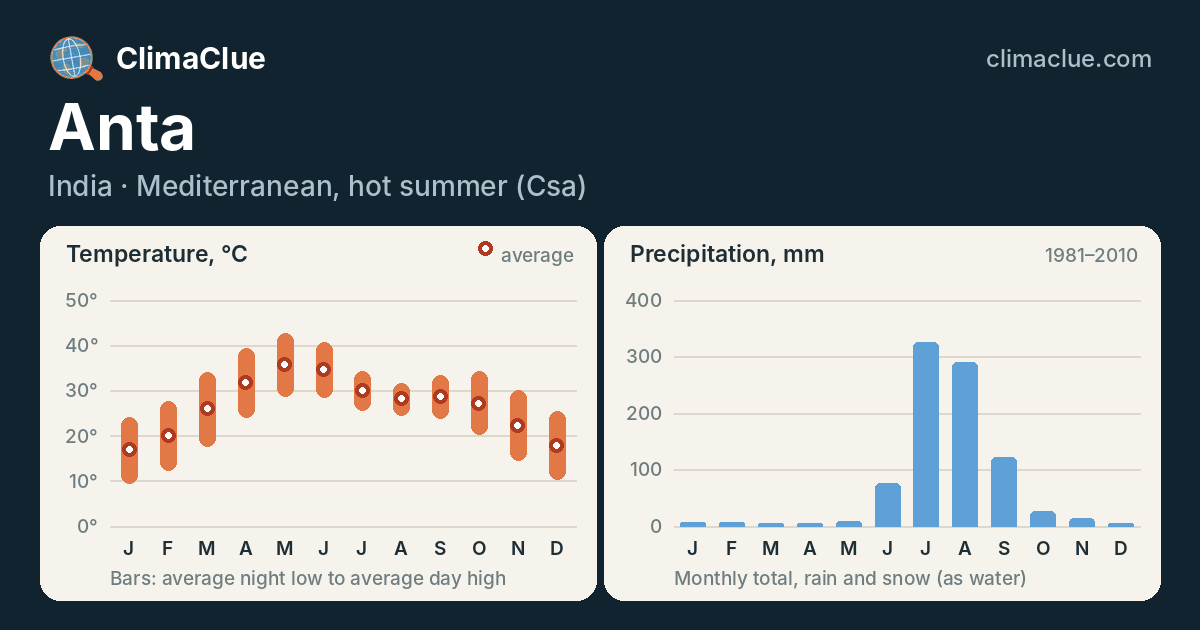 ClimaClue
climaclue.com
Anta
India · Mediterranean, hot summer (Csa)
Temperature, °C
average
50°
40°
30°
20°
10°
0°
J F M A M J J A S O N D
Bars: average night low to average day high
Precipitation, mm
1981–2010
400
300
200
100
0
J F M A M J J A S O N D
Monthly total, rain and snow (as water)